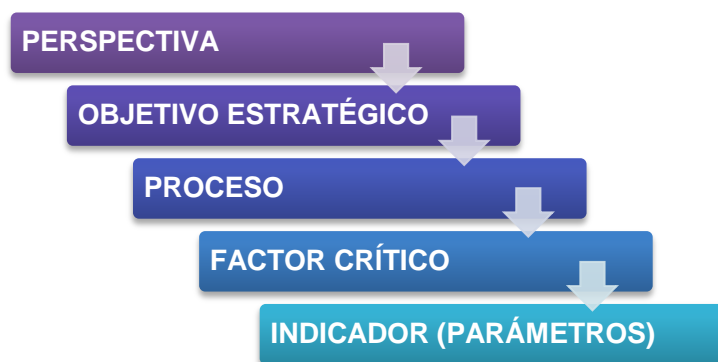 PERSPECTIVA
OBJETIVO ESTRATÉGICO
PROCESO
FACTOR CRÍTICO
INDICADOR (PARÁMETROS)